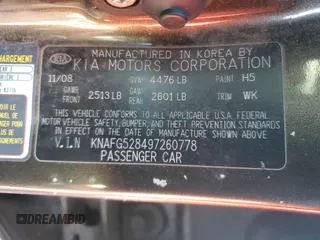 CHARGEMENT
KIA
MANUFACTURED IN KOREA BY
KIA MOTORS CORPORATION
11/08 GVWR 4476 LB PAINT H5
GAWR FRONT 2513 LB GAWR REAR 2601 LB TRIM WK
THIS VEHICLE CONFORMS TO ALL APPLICABLE U.S.A. FEDERAL
MOTOR VEHICLE SAFETY, BUMPER, AND THEFT PREVENTION
STANDARDS IN EFFECT ON THE DATE OF MANUFACTURE
SHOWN ABOVE.
V.I.N KNAFG528497260778
PASSENGER CAR
DREAMBID